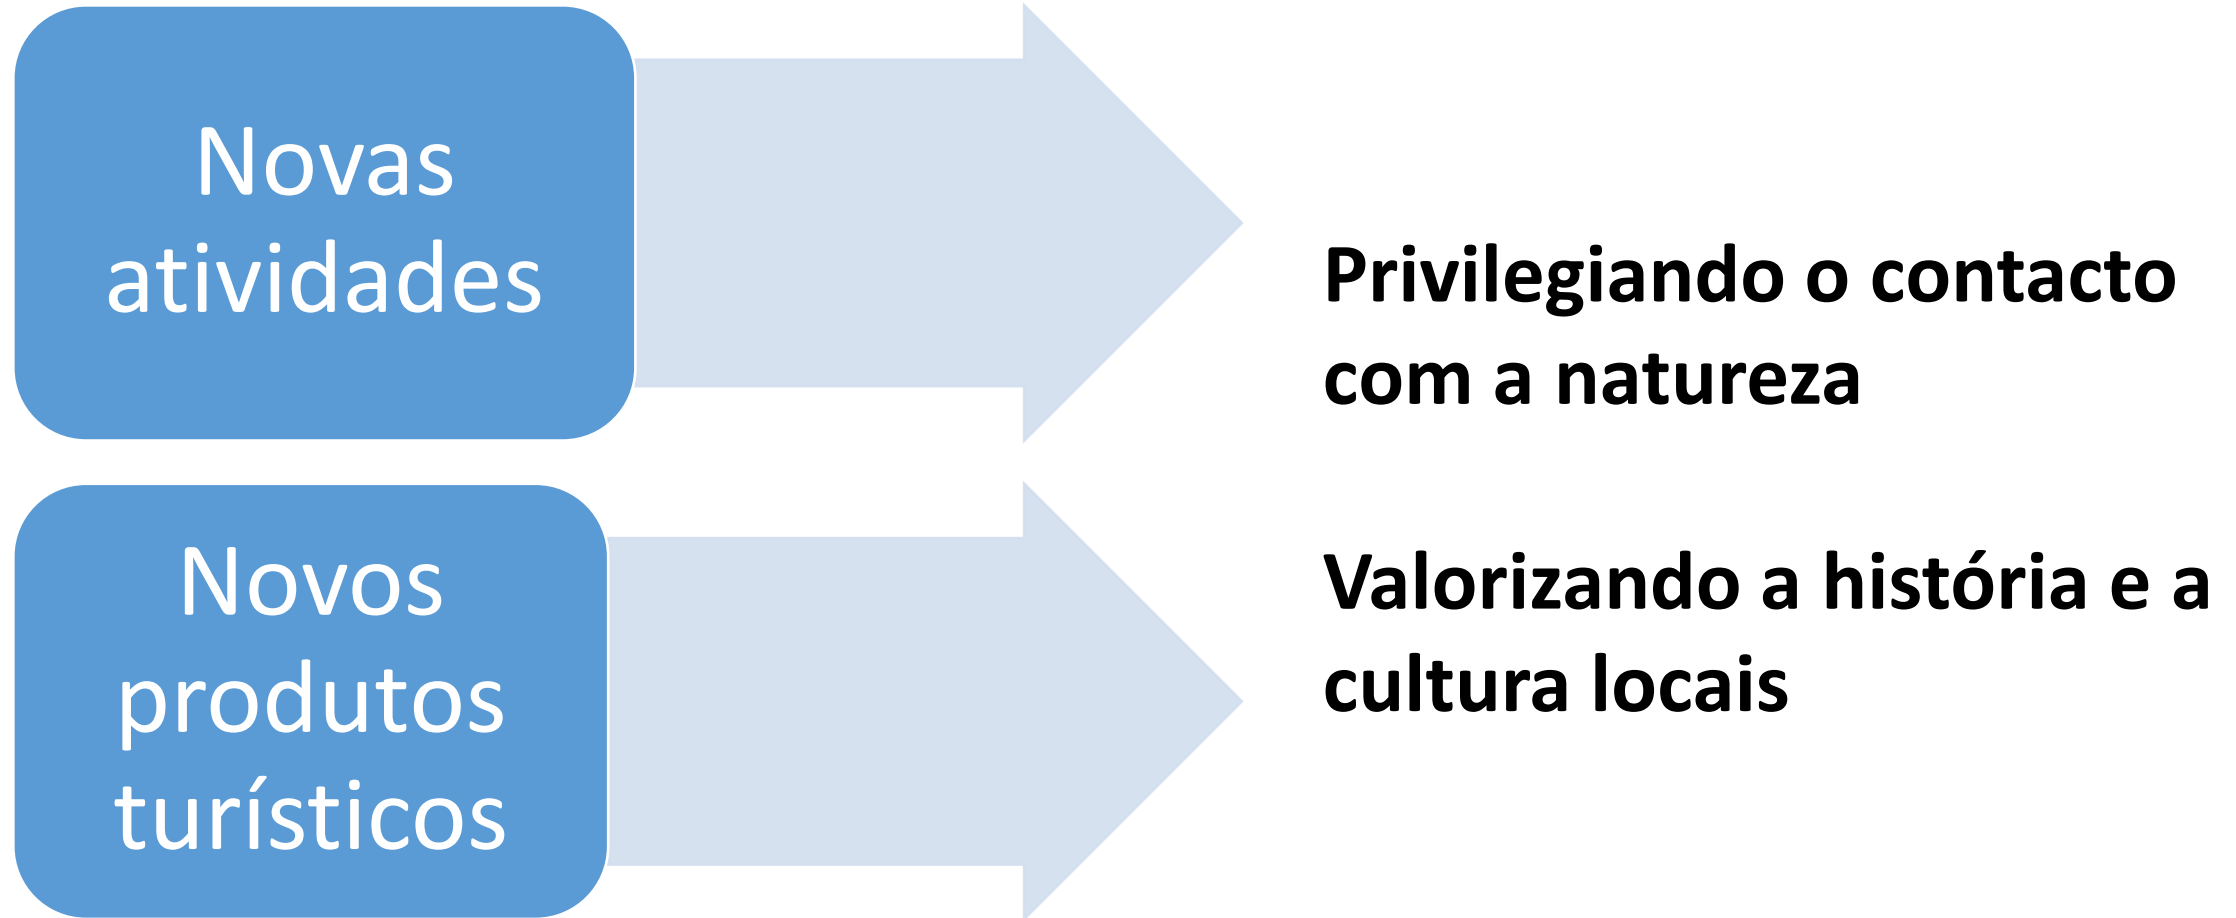 Novas
atividades
Privilegiando o contacto
com a natureza
Novos
produtos
turísticos
Valorizando a história e a
cultura locais